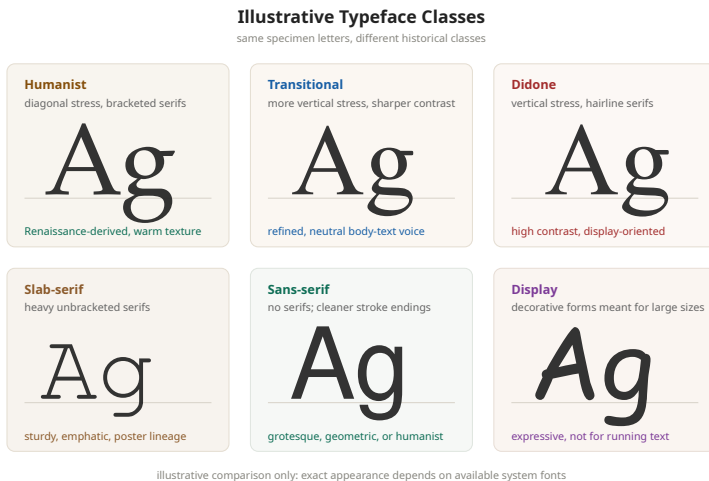 Illustrative Typeface Classes
same specimen letters, different historical classes
Humanist
diagonal stress, bracketed serifs
Ag
Renaissance-derived, warm texture
Transitional
more vertical stress, sharper contrast
Ag
refined, neutral body-text voice
Didone
vertical stress, hairline serifs
Ag
high contrast, display-oriented
Slab-serif
heavy unbracketed serifs
Ag
sturdy, emphatic, poster lineage
Sans-serif
no serifs; cleaner stroke endings
Ag
grotesque, geometric, or humanist
Display
decorative forms meant for large sizes
Ag
expressive, not for running text
illustrative comparison only: exact appearance depends on available system fonts